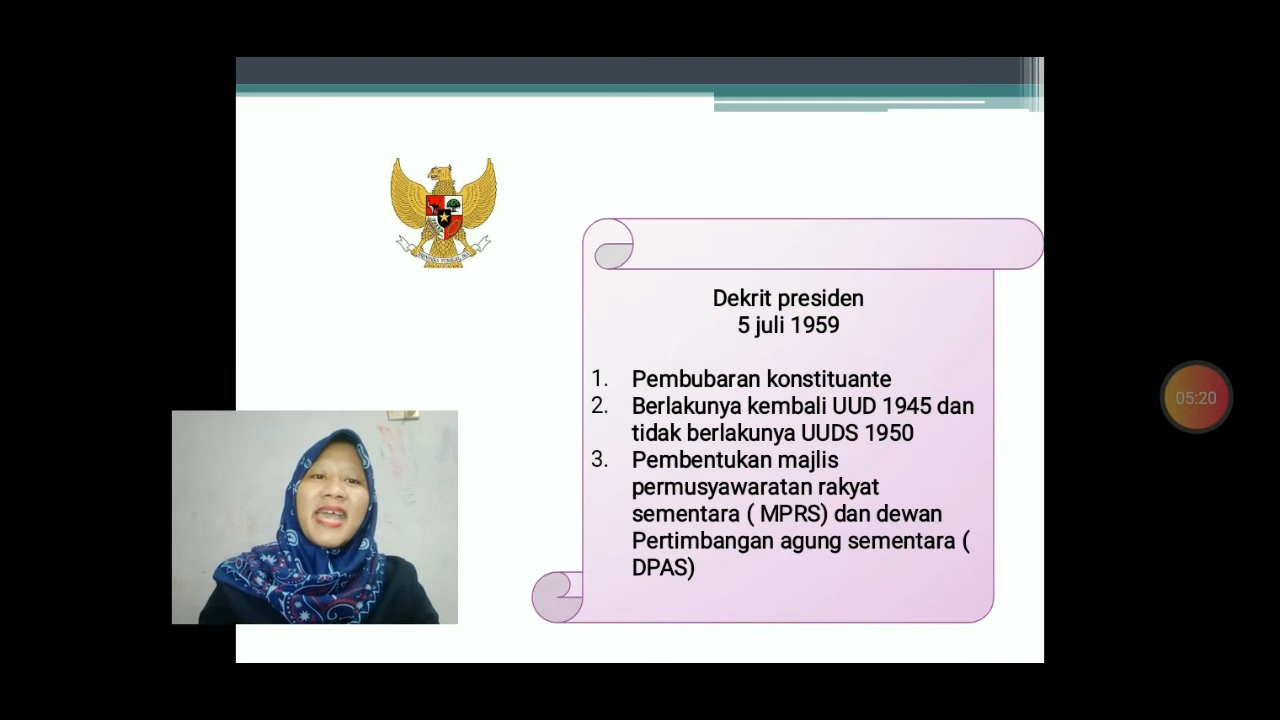 Dekrit presiden
5 juli 1959
1. Pembubaran konstituante
2. Berlakunya kembali UUD 1945 dan
tidak berlakunya UUDS 1950
3. Pembentukan majlis
permusyawaratan rakyat
sementara ( MPRS) dan dewan
Pertimbangan agung sementara (
DPAS)
05:20